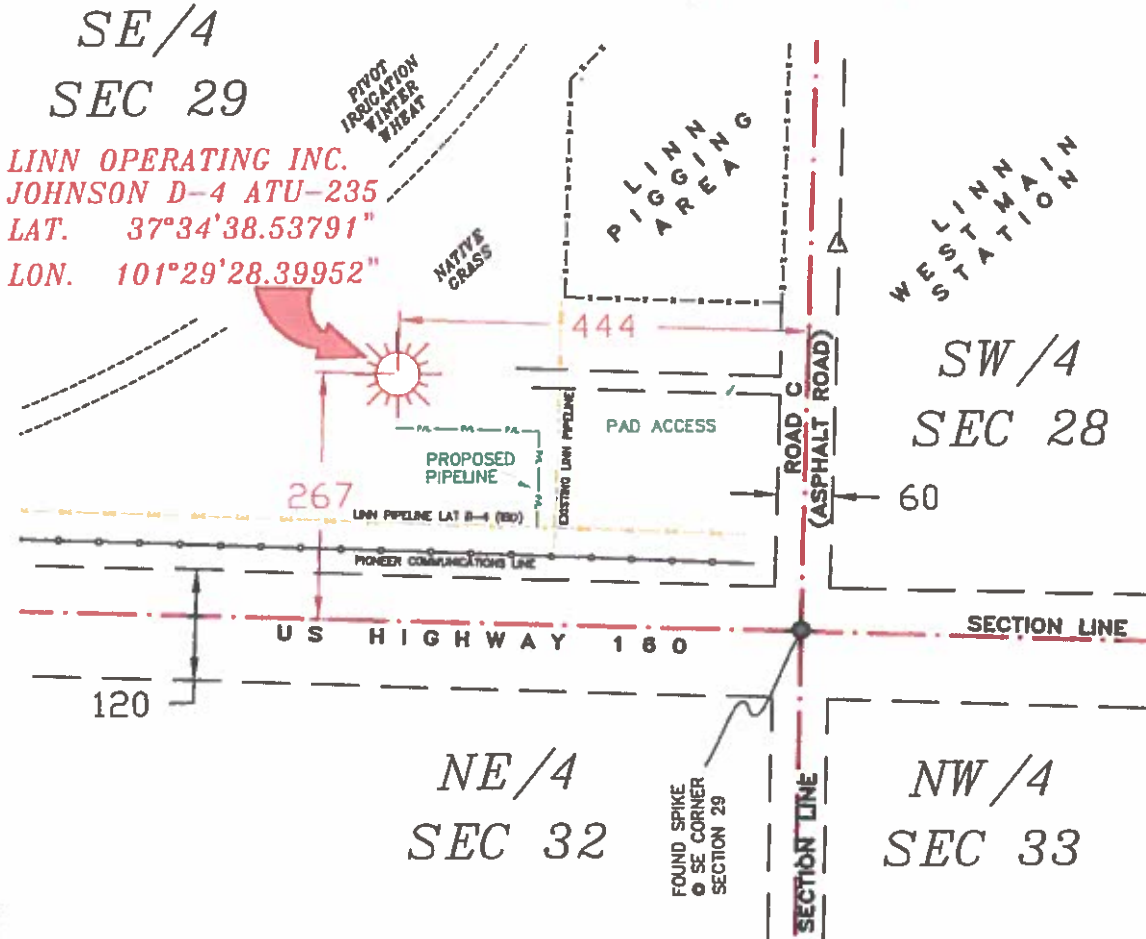 SE/4
SEC 29
LINN OPERATING INC.
JOHNSON D-4 ATU-235
LAT. 37°34'38.53791"
LON. 101°29'28.39952"
PIVOT
IRRIGATION
WINTER
WHEAT
NATIVE
GRASS
LINN
PIGGING
AREA
LINN
WEST MAIN
STATION
444
SW/4
SEC 28
ROAD C
(ASPHALT ROAD)
PAD ACCESS
EXISTING LINN PIPELINE
PROPOSED
PIPELINE
267
60
LINN PIPELINE LAT D-4 (160)
PIONEER COMMUNICATIONS LINE
US HIGHWAY 160
SECTION LINE
120
NE/4
SEC 32
FOUND SPIKE
@ SE CORNER
SECTION 29
SECTION LINE
NW/4
SEC 33